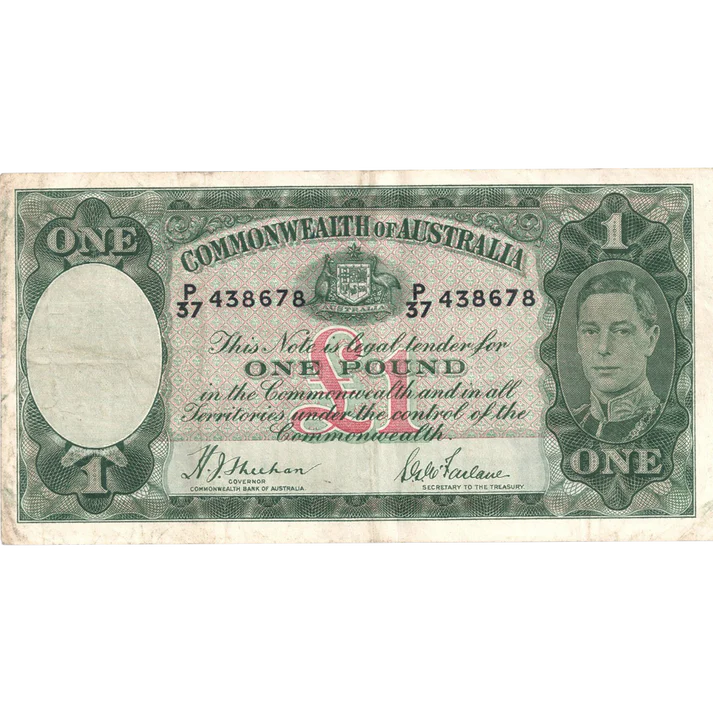 ONE
1
COMMONWEALTH OF AUSTRALIA
AUSTRALIA
P/37 438678
P/37 438678
£1
This Note is legal tender for
ONE POUND
in the Commonwealth and in all
Territories under the control of the
Commonwealth.
H. J. Sheehan
GOVERNOR
COMMONWEALTH BANK OF AUSTRALIA
S. G. McFarlane
SECRETARY TO THE TREASURY.
1
ONE